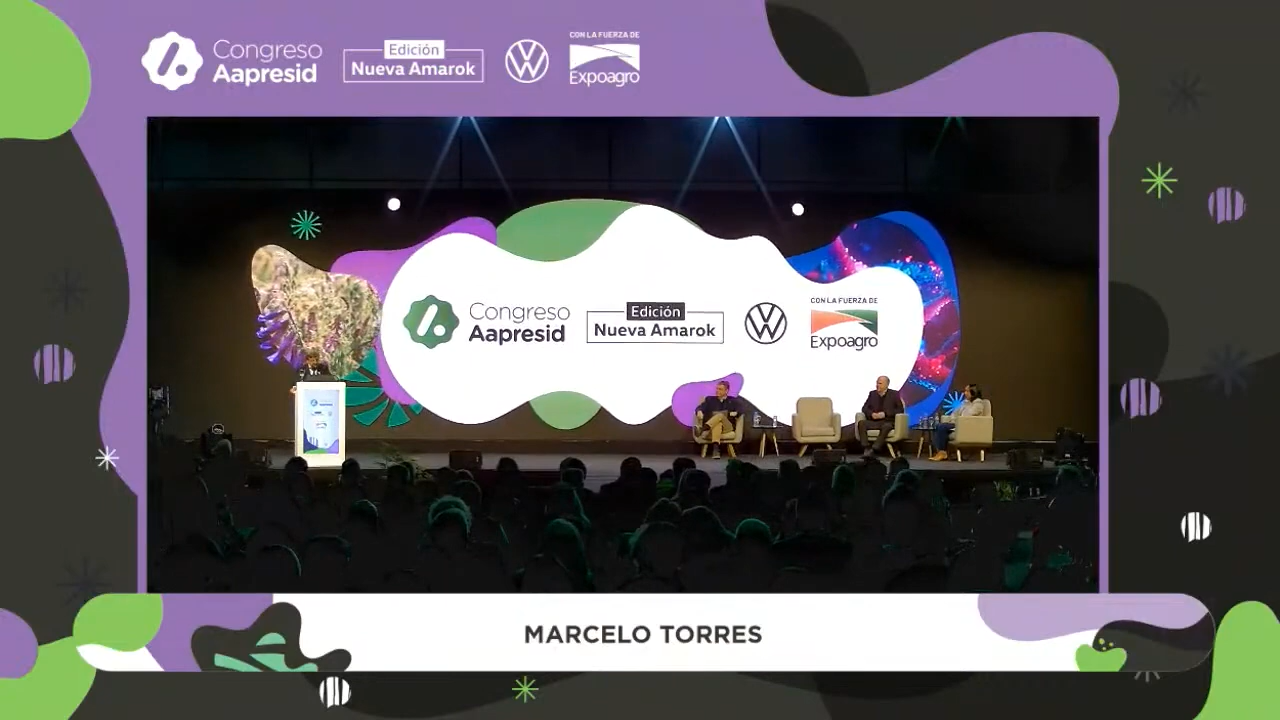 Congreso
Aapresid
Edición
Nueva Amarok
CON LA FUERZA DE
Expoagro
Congreso
Aapresid
Edición
Nueva Amarok
CON LA FUERZA DE
Expoagro
MARCELO TORRES